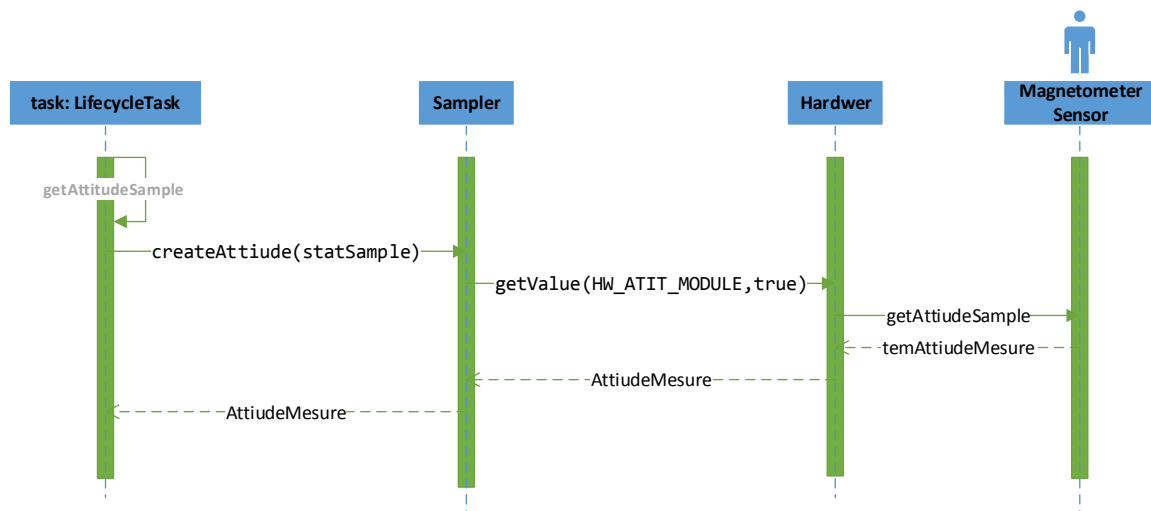 task: LifecycleTask
Sampler
Hardwer
Magnetometer
Sensor
getAttitudeSample
createAttiude(statSample)
getValue(HW_ATIT_MODULE,true)
getAttiudeSample
temAttiudeMesure
AttiudeMesure
AttiudeMesure